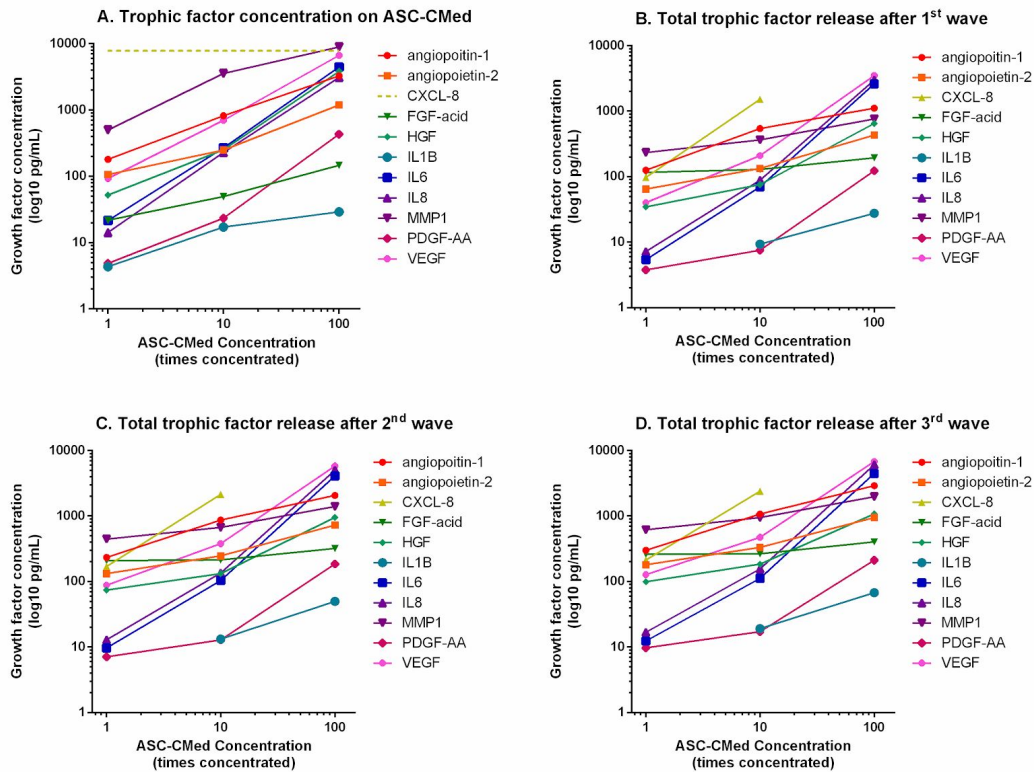 A. Trophic factor concentration on ASC-CMed
Growth factor concentration
(log10 pg/mL)
10000
1000
100
10
1
1
10
100
ASC-CMed Concentration
(times concentrated)
angiopoitin-1
angiopoietin-2
CXCL-8
FGF-acid
HGF
IL1B
IL6
IL8
MMP1
PDGF-AA
VEGF
B. Total trophic factor release after 1st wave
Growth factor concentration
(log10 pg/mL)
10000
1000
100
10
1
1
10
100
ASC-CMed Concentration
(times concentrated)
angiopoitin-1
angiopoietin-2
CXCL-8
FGF-acid
HGF
IL1B
IL6
IL8
MMP1
PDGF-AA
VEGF
C. Total trophic factor release after 2nd wave
Growth factor concentration
(log10 pg/mL)
10000
1000
100
10
1
1
10
100
ASC-CMed Concentration
(times concentrated)
angiopoitin-1
angiopoietin-2
CXCL-8
FGF-acid
HGF
IL1B
IL6
IL8
MMP1
PDGF-AA
VEGF
D. Total trophic factor release after 3rd wave
Growth factor concentration
(log10 pg/mL)
10000
1000
100
10
1
1
10
100
ASC-CMed Concentration
(times concentrated)
angiopoitin-1
angiopoietin-2
CXCL-8
FGF-acid
HGF
IL1B
IL6
IL8
MMP1
PDGF-AA
VEGF